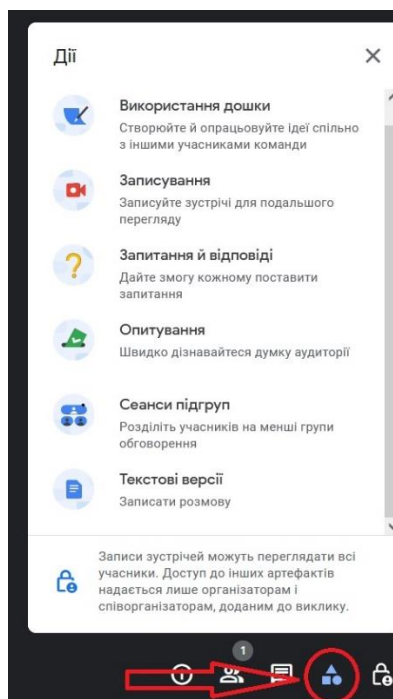 Дії
Використання дошки
Створюйте й опрацьовуйте ідеї спільно
з іншими учасниками команди
Записування
Записуйте зустрічі для подальшого
перегляду
Запитання й відповіді
Дайте змогу кожному поставити
запитання
Опитування
Швидко дізнавайтеся думку аудиторії
Сеанси підгруп
Розділіть учасників на менші групи
обговорення
Текстові версії
Записати розмову
Записи зустрічей можуть переглядати всі
учасники. Доступ до інших артефактів
надається лише організаторам і
співорганізаторам, доданим до виклику.
1